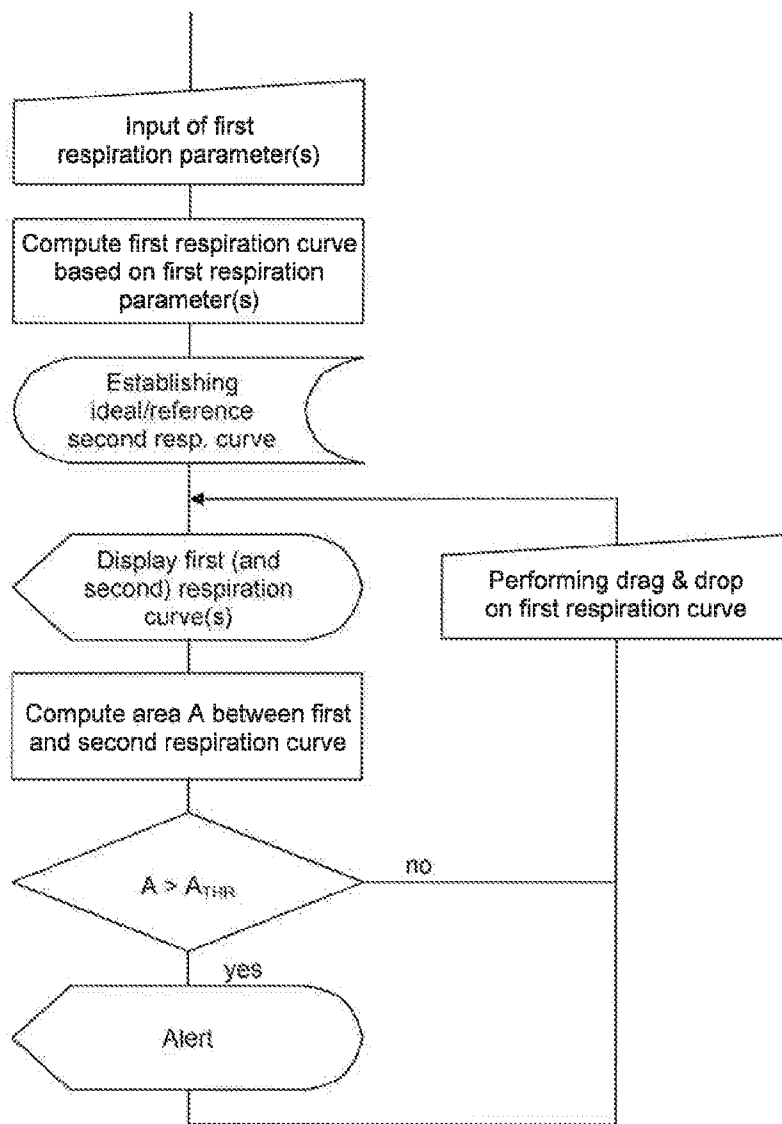 Input of first
respiration parameter(s)
Compute first respiration curve
based on first respiration
parameter(s)
Establishing
ideal/reference
second resp. curve
Display first (and
second) respiration
curve(s)
Performing drag & drop
on first respiration curve
Compute area A between first
and second respiration curve
A > ATHR
no
yes
Alert